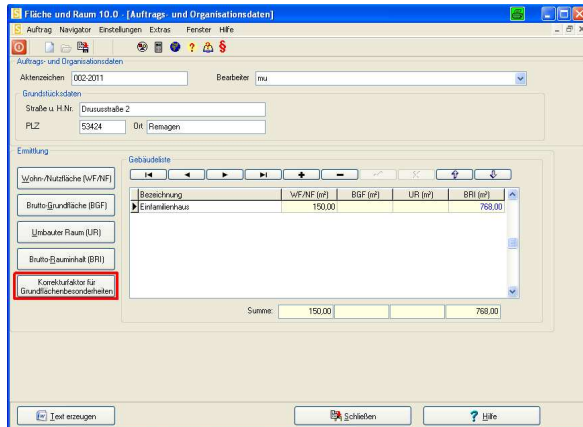 Fläche und Raum 10.0 - [Auftrags- und Organisationsdaten]
Auftrag Navigator Einstellungen Extras Fenster Hilfe
Auftrags- und Organisationsdaten
Aktenzeichen 002-2011 Bearbeiter mu
Grundstücksdaten
Straße u. H.Nr. Drususstraße 2
PLZ 53424 Ort Remagen
Ermittlung
Gebäudeliste
Wohn-/Nutzfläche (WF/NF)
Brutto-Grundfläche (BGF)
Umbauter Raum (UR)
Brutto-Rauminhalt (BRI)
Korrekturfaktor für
Grundflächenbesonderheiten
Bezeichnung WF/NF (m²) BGF (m²) UR (m³) BRI (m³)
Einfamilienhaus 150,00 768,00
Summe: 150,00 768,00
Text erzeugen Schließen Hilfe